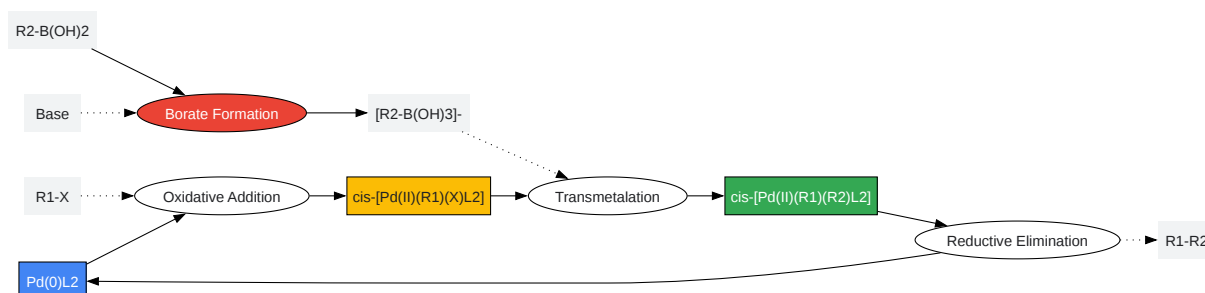 R2-B(OH)2
Base
Borate Formation
[R2-B(OH)3]-
R1-X
Oxidative Addition
cis-[Pd(II)(R1)(X)L2]
Transmetalation
cis-[Pd(II)(R1)(R2)L2]
Reductive Elimination
R1-R2
Pd(0)L2